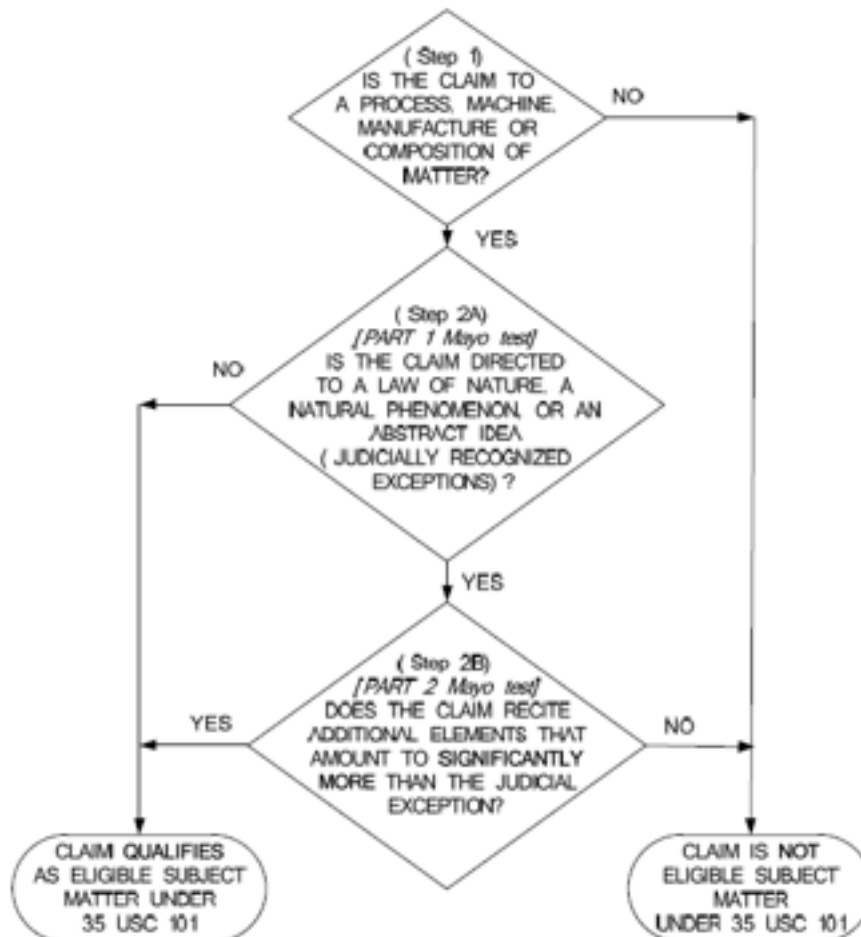 ( Step 1)
IS THE CLAIM TO
A PROCESS, MACHINE,
MANUFACTURE OR
COMPOSITION OF
MATTER?
NO
YES
( Step 2A)
[PART 1 Mayo test]
IS THE CLAIM DIRECTED
TO A LAW OF NATURE, A
NATURAL PHENOMENON, OR AN
ABSTRACT IDEA
( JUDICIALLY RECOGNIZED
EXCEPTIONS) ?
NO
YES
( Step 2B)
[PART 2 Mayo test]
DOES THE CLAIM RECITE
ADDITIONAL ELEMENTS THAT
AMOUNT TO SIGNIFICANTLY
MORE THAN THE JUDICIAL
EXCEPTION?
YES
NO
CLAIM QUALIFIES
AS ELIGIBLE SUBJECT
MATTER UNDER
35 USC 101
CLAIM IS NOT
ELIGIBLE SUBJECT
MATTER
UNDER 35 USC 101